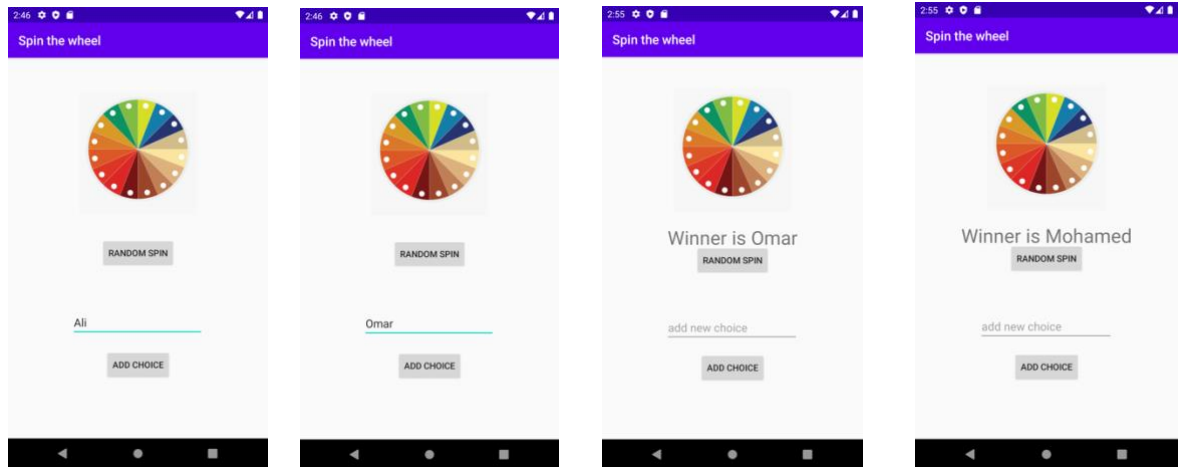 2:46
Spin the wheel
RANDOM SPIN
Ali
ADD CHOICE
2:46
Spin the wheel
RANDOM SPIN
Omar
ADD CHOICE
2:55
Spin the wheel
Winner is Omar
RANDOM SPIN
add new choice
ADD CHOICE
2:55
Spin the wheel
Winner is Mohamed
RANDOM SPIN
add new choice
ADD CHOICE